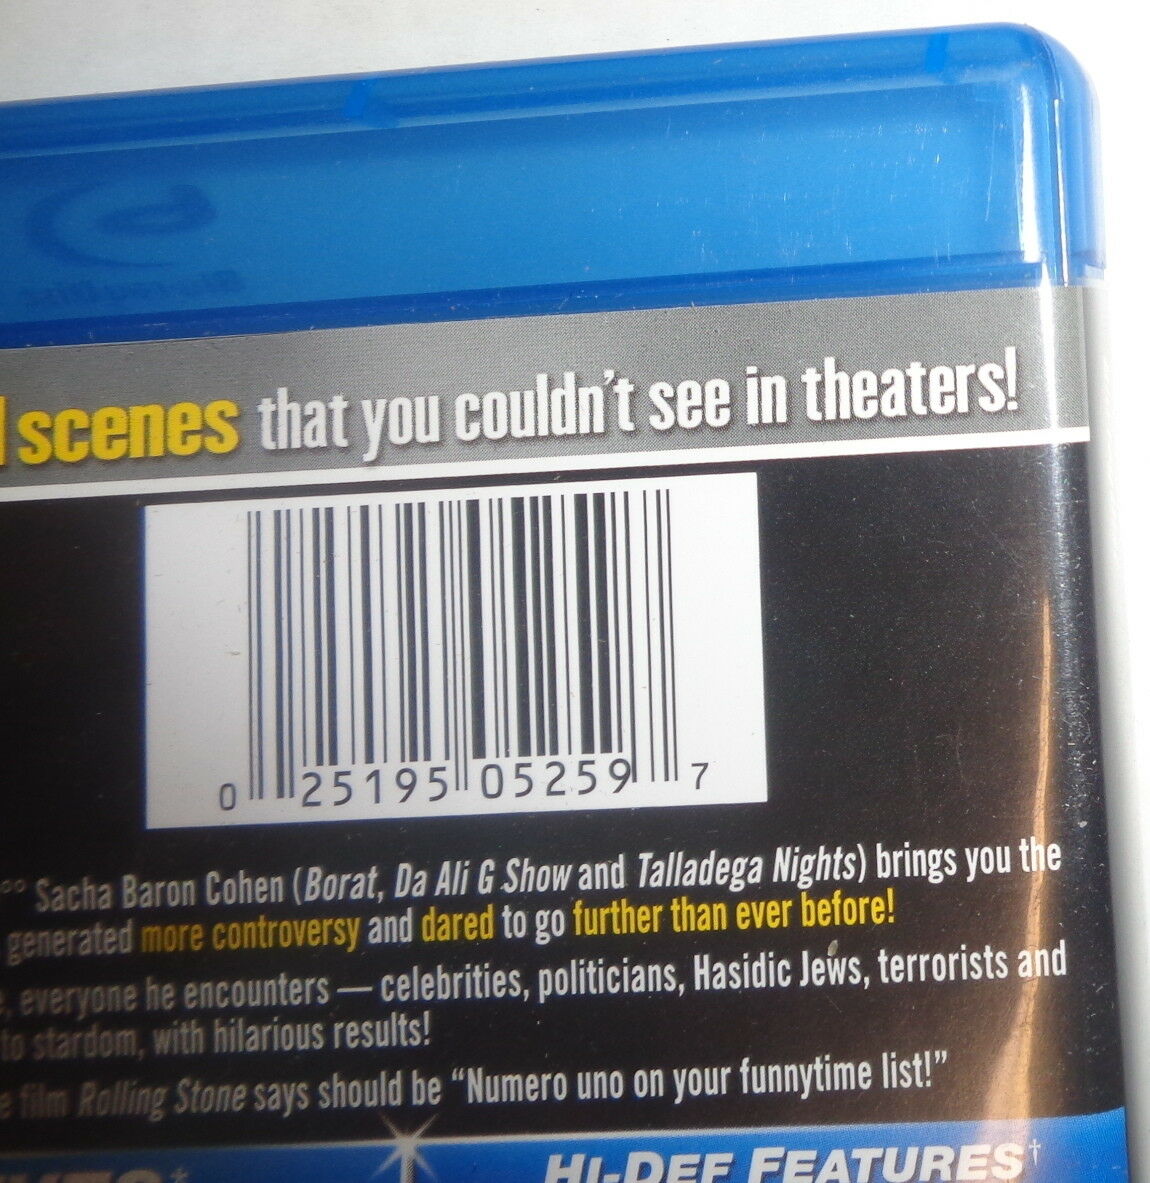 scenes that you couldn't see in theaters!
0 25195 05259 7
Sacha Baron Cohen (Borat, Da Ali G Show and Talladega Nights) brings you the
generated more controversy and dared to go further than ever before!
everyone he encounters — celebrities, politicians, Hasidic Jews, terrorists and
to stardom, with hilarious results!
film Rolling Stone says should be “Numero uno on your funnytime list!”
HI-DEF FEATURES†